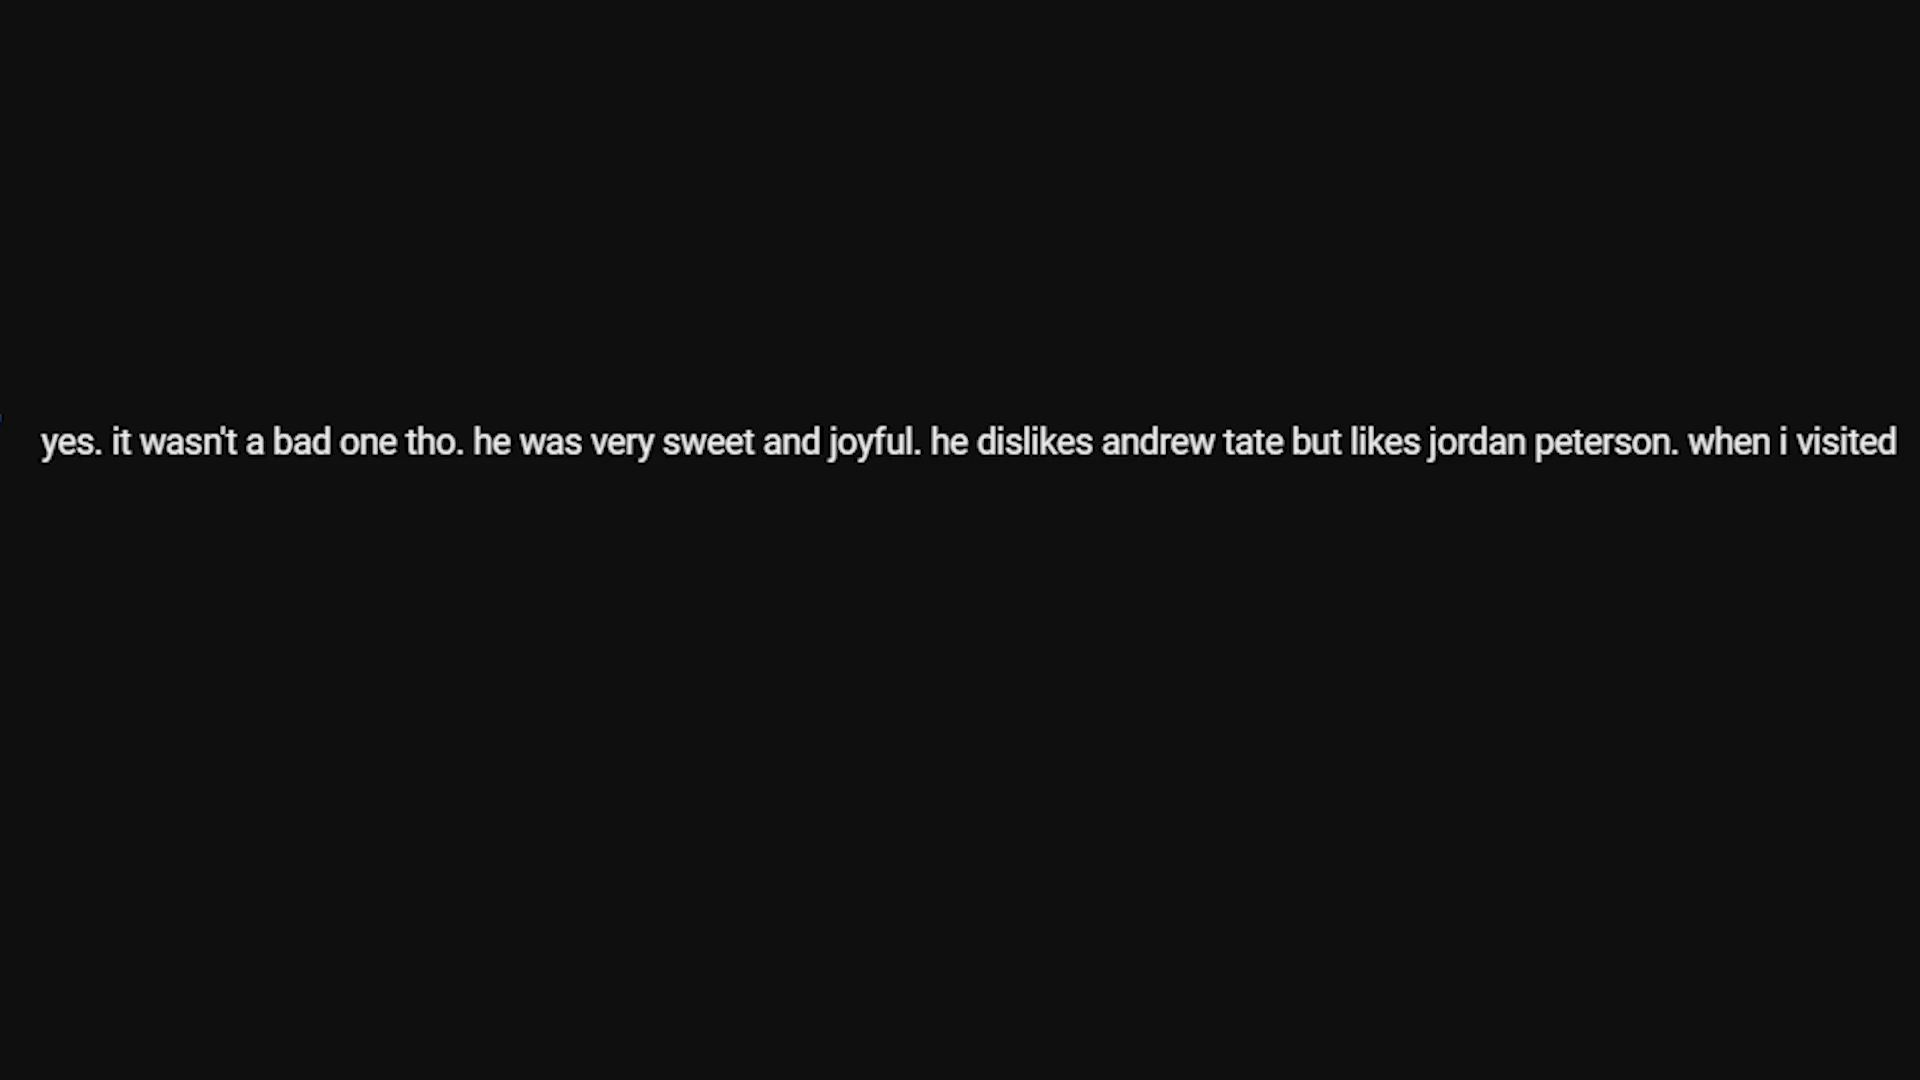 yes. it wasn't a bad one tho. he was very sweet and joyful. he dislikes andrew tate but likes jordan peterson. when i visited